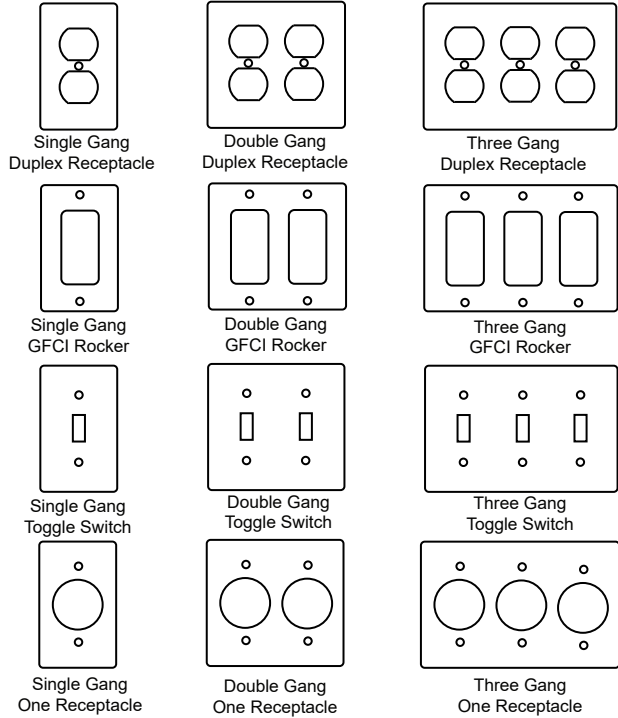 Single Gang
Duplex Receptacle
Double Gang
Duplex Receptacle
Three Gang
Duplex Receptacle
Single Gang
GFCI Rocker
Double Gang
GFCI Rocker
Three Gang
GFCI Rocker
Single Gang
Toggle Switch
Double Gang
Toggle Switch
Three Gang
Toggle Switch
Single Gang
One Receptacle
Double Gang
One Receptacle
Three Gang
One Receptacle